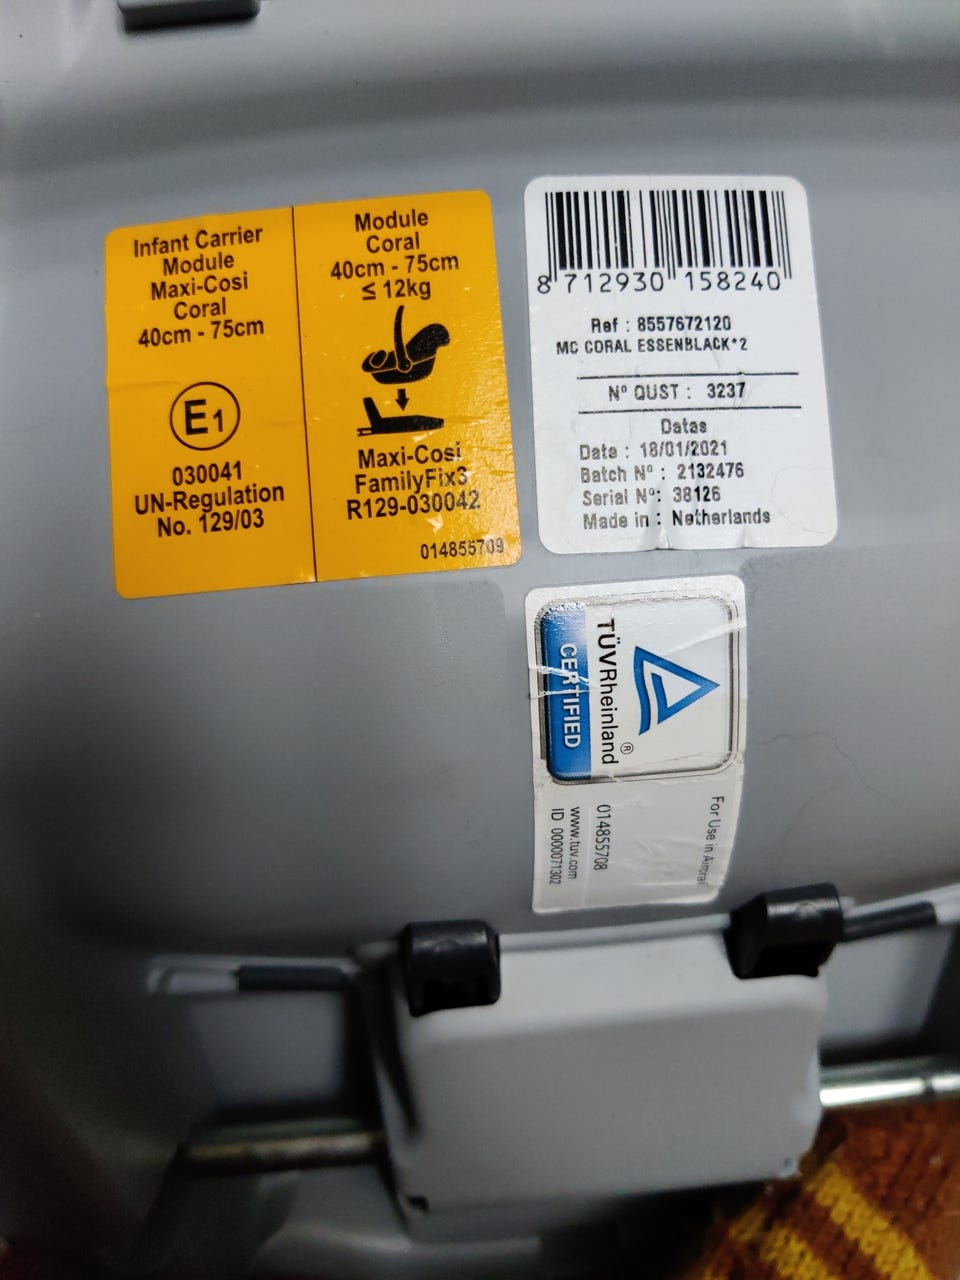 Infant Carrier
Module
Maxi-Cosi
Coral
40cm - 75cm
E1
030041
UN-Regulation
No. 129/03
Module
Coral
40cm - 75cm
≤ 12kg
Maxi-Cosi
FamilyFix3
R129-030042
014855709
8 712930 158240
Ref : 8557672120
MC CORAL ESSENBLACK*2
Nº QUST : 3237
Datas
Date : 18/01/2021
Batch Nº : 2132476
Serial Nº: 38126
Made in : Netherlands
TÜVRheinland®
CERTIFIED
For Use in
014855708
www.tuv.com
ID 0000071302